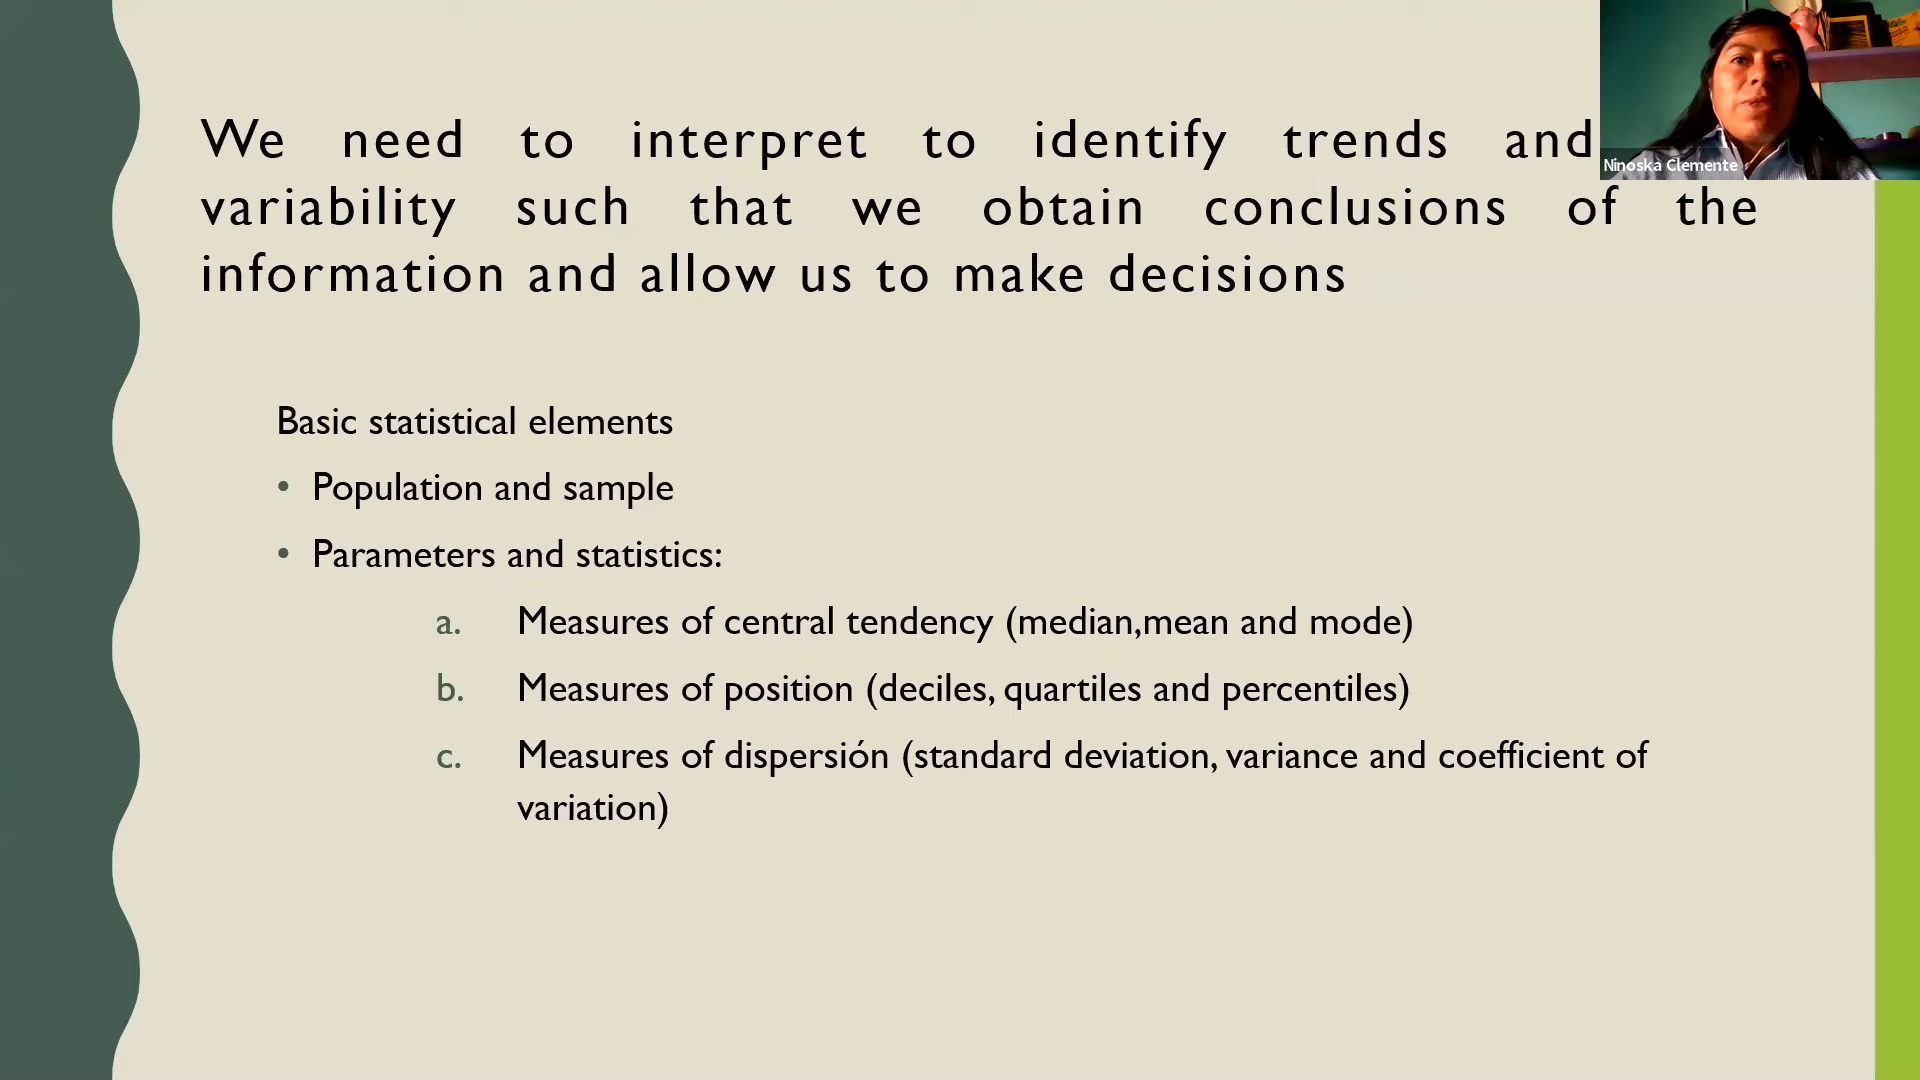 We need to interpret to identify trends and
variability such that we obtain conclusions of the
information and allow us to make decisions
Ninoska Clemente
Basic statistical elements
• Population and sample
• Parameters and statistics:
a. Measures of central tendency (median,mean and mode)
b. Measures of position (deciles, quartiles and percentiles)
c. Measures of dispersión (standard deviation, variance and coefficient of
variation)